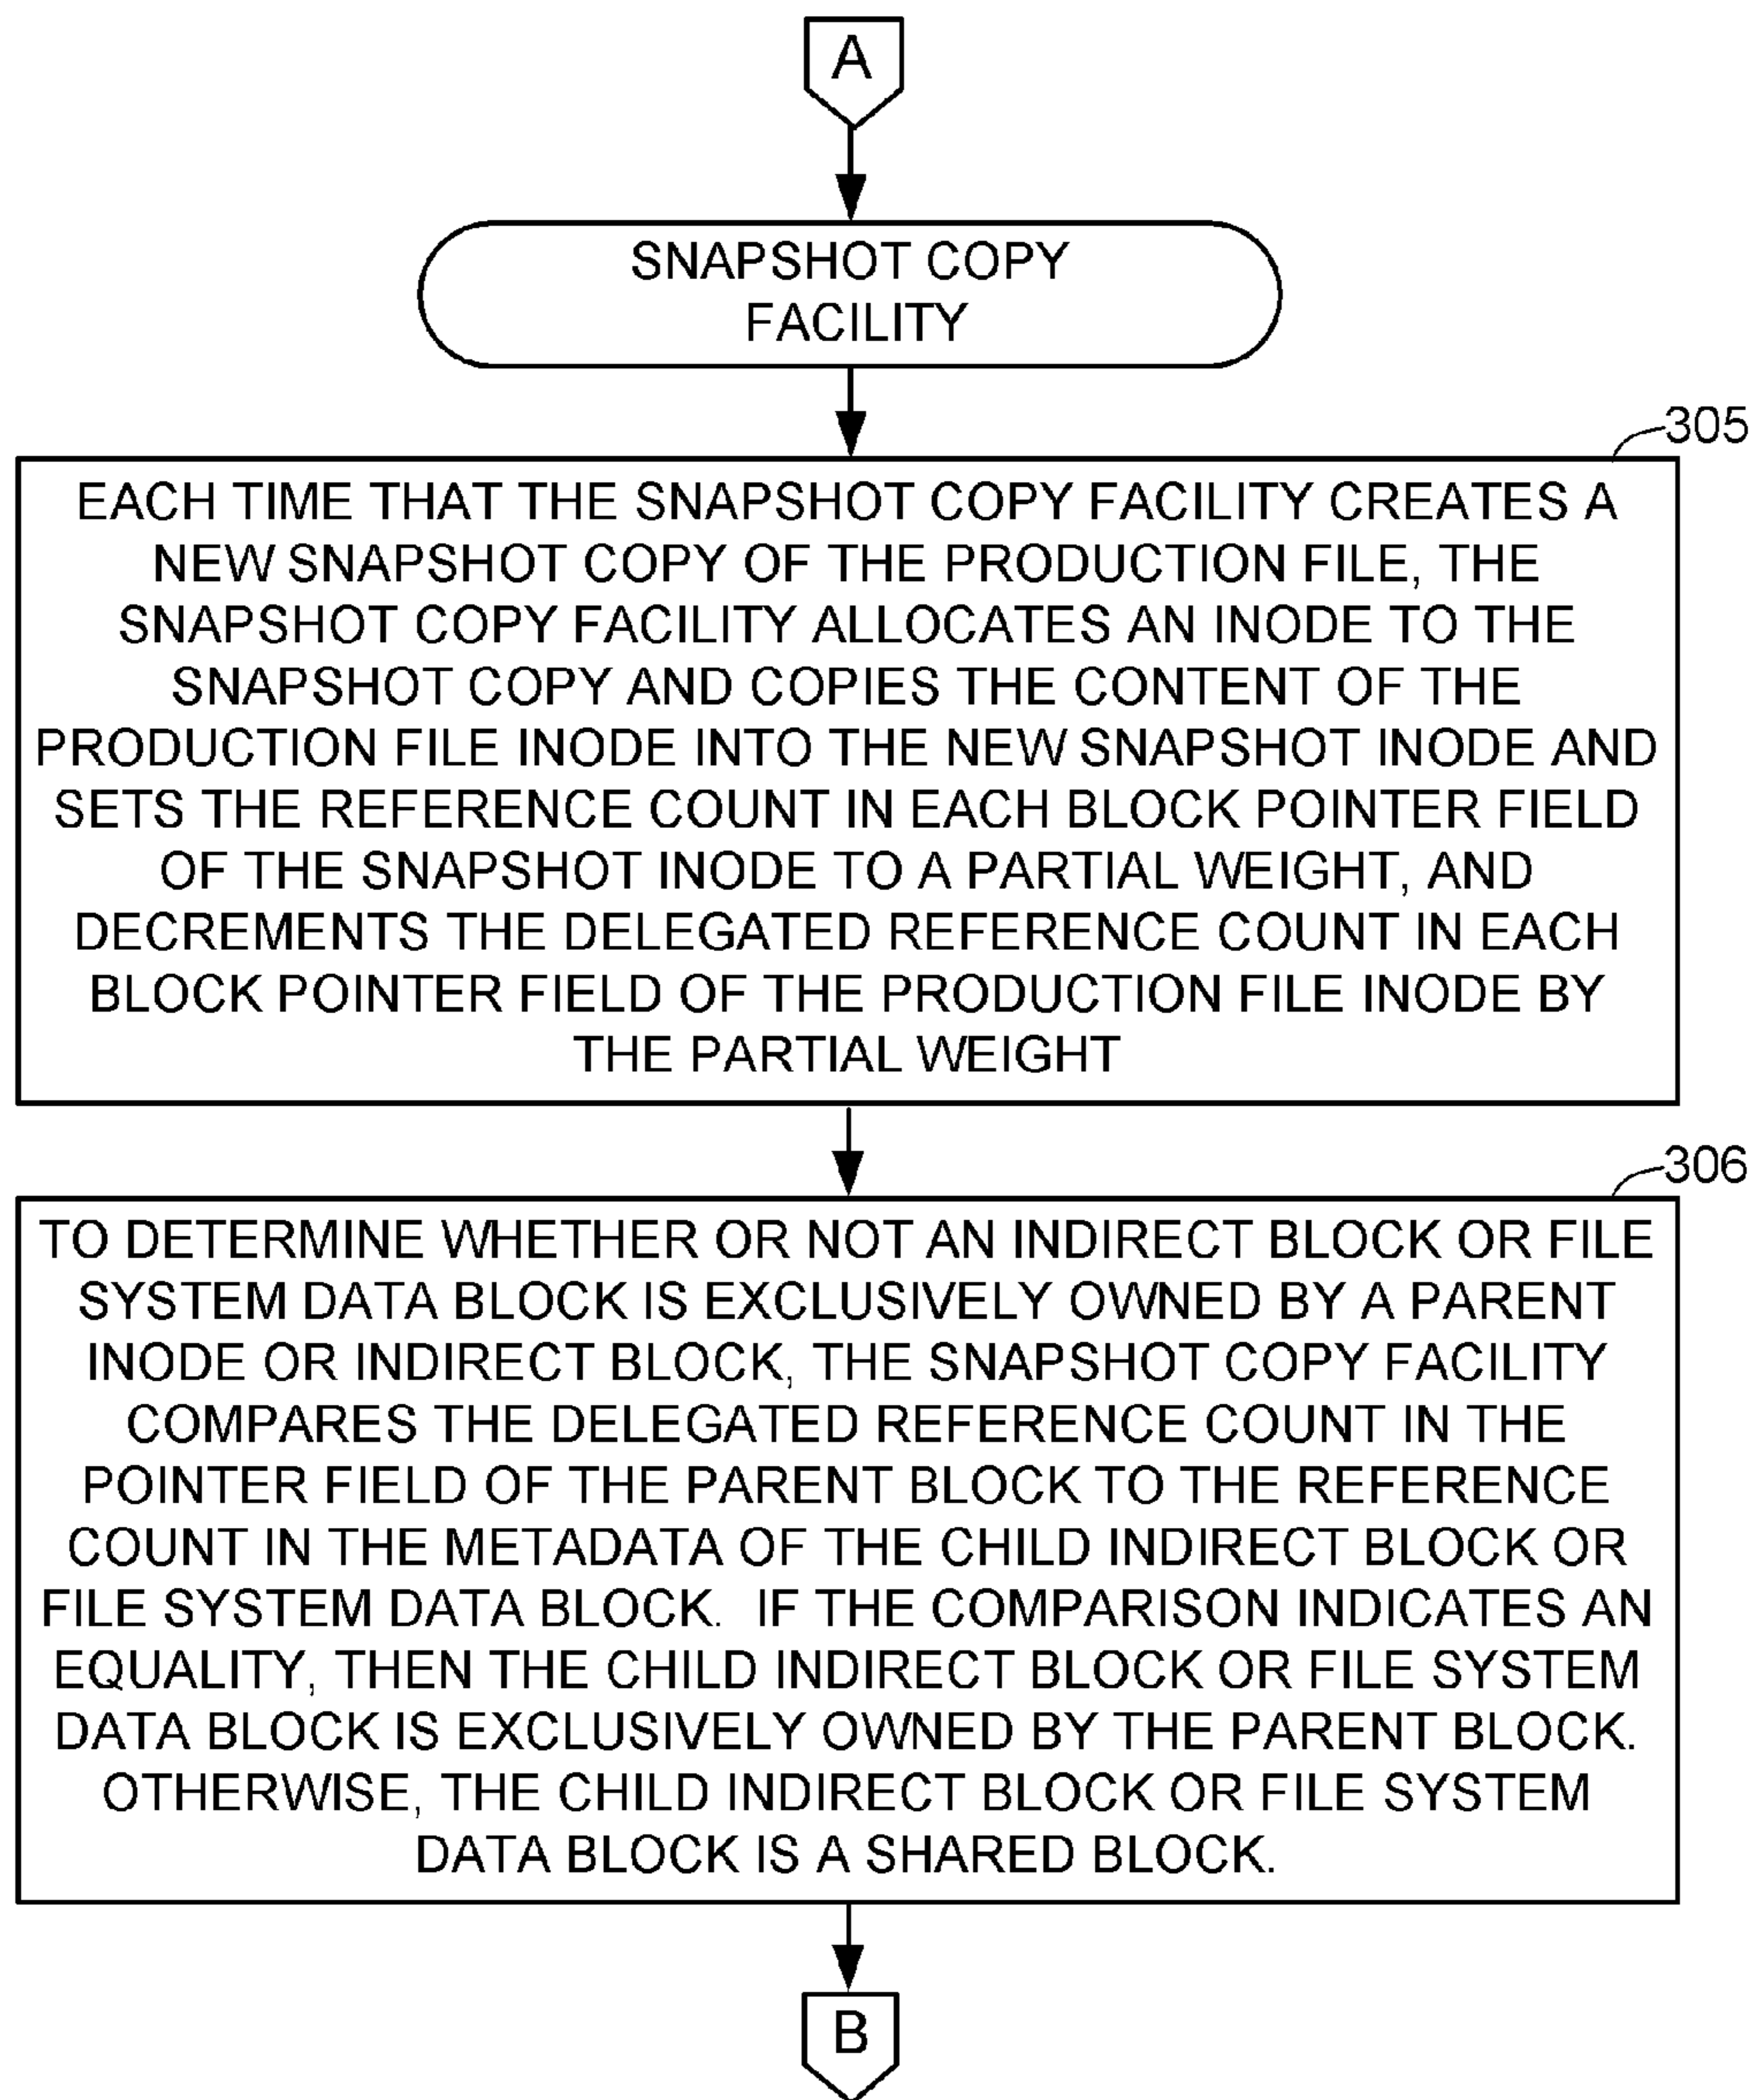 A
SNAPSHOT COPY
FACILITY
305
EACH TIME THAT THE SNAPSHOT COPY FACILITY CREATES A
NEW SNAPSHOT COPY OF THE PRODUCTION FILE, THE
SNAPSHOT COPY FACILITY ALLOCATES AN INODE TO THE
SNAPSHOT COPY AND COPIES THE CONTENT OF THE
PRODUCTION FILE INODE INTO THE NEW SNAPSHOT INODE AND
SETS THE REFERENCE COUNT IN EACH BLOCK POINTER FIELD
OF THE SNAPSHOT INODE TO A PARTIAL WEIGHT, AND
DECREMENTS THE DELEGATED REFERENCE COUNT IN EACH
BLOCK POINTER FIELD OF THE PRODUCTION FILE INODE BY
THE PARTIAL WEIGHT
306
TO DETERMINE WHETHER OR NOT AN INDIRECT BLOCK OR FILE
SYSTEM DATA BLOCK IS EXCLUSIVELY OWNED BY A PARENT
INODE OR INDIRECT BLOCK, THE SNAPSHOT COPY FACILITY
COMPARES THE DELEGATED REFERENCE COUNT IN THE
POINTER FIELD OF THE PARENT BLOCK TO THE REFERENCE
COUNT IN THE METADATA OF THE CHILD INDIRECT BLOCK OR
FILE SYSTEM DATA BLOCK.  IF THE COMPARISON INDICATES AN
EQUALITY, THEN THE CHILD INDIRECT BLOCK OR FILE SYSTEM
DATA BLOCK IS EXCLUSIVELY OWNED BY THE PARENT BLOCK.
OTHERWISE, THE CHILD INDIRECT BLOCK OR FILE SYSTEM
DATA BLOCK IS A SHARED BLOCK.
B